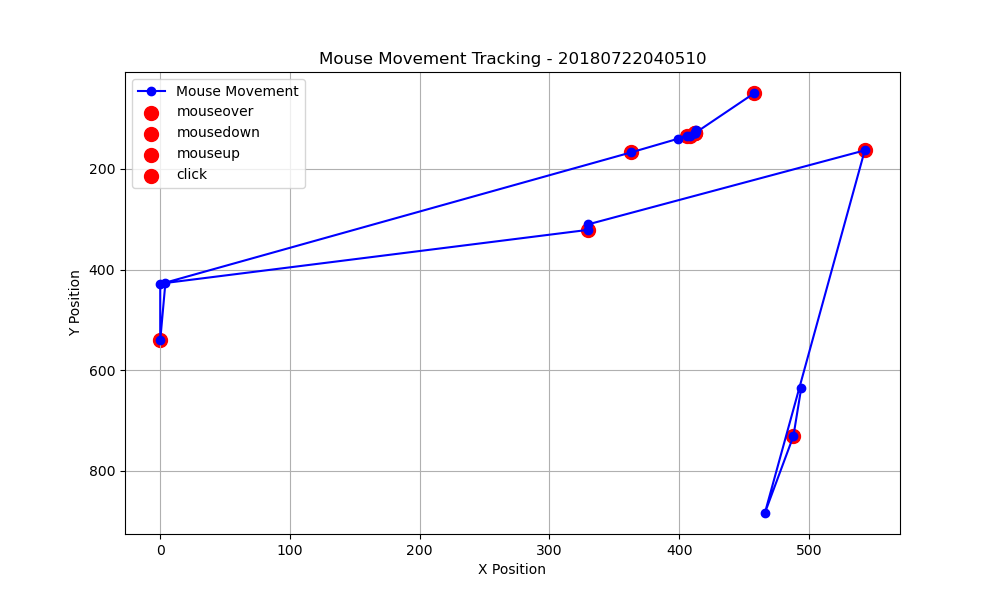 Mouse Movement Tracking - 20180722040510
Mouse Movement
mouseover
mousedown
mouseup
click
200
400
600
800
Y Position
0 100 200 300 400 500
X Position